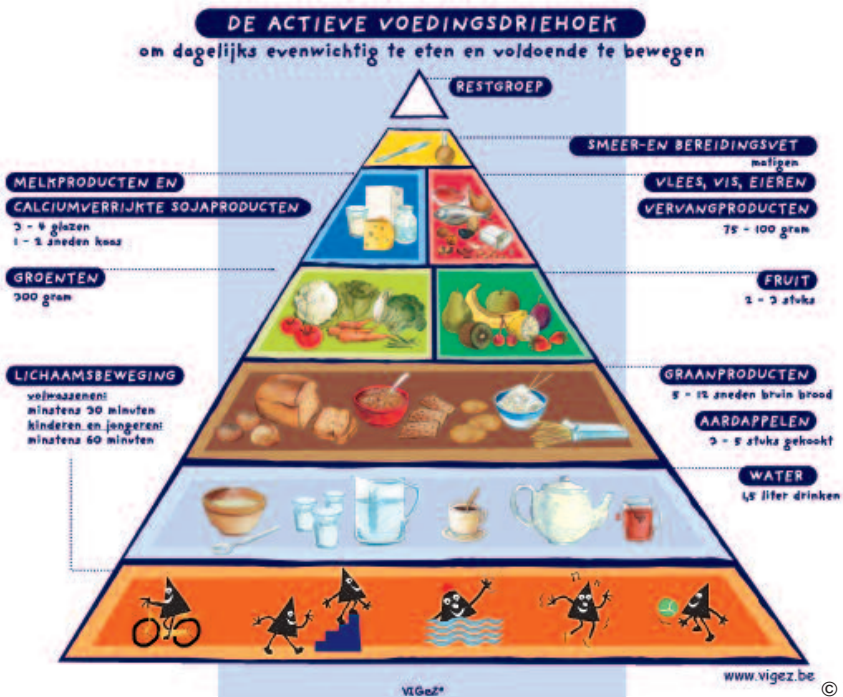 DE ACTIEVE VOEDINGSDRIEHOEK
om dagelijks evenwichtig te eten en voldoende te bewegen
RESTGROEP
SMEER-EN BEREIDINGSVET
matigen
MELKPRODUCTEN EN
CALCIUMVERRIJKTE SOJAPRODUCTEN
3 - 4 glazen
1 - 2 sneden kaas
VLEES, VIS, EIEREN
VERVANGPRODUCTEN
75 - 100 gram
GROENTEN
300 gram
FRUIT
2 - 3 stuks
LICHAAMSBEWEGING
volwassenen:
minstens 30 minuten
kinderen en jongeren:
minstens 60 minuten
GRAANPRODUCTEN
5 - 12 sneden bruin brood
AARDAPPELEN
3 - 5 stuks gekookt
WATER
1,5 liter drinken
VIGeZ®
www.vigez.be
©